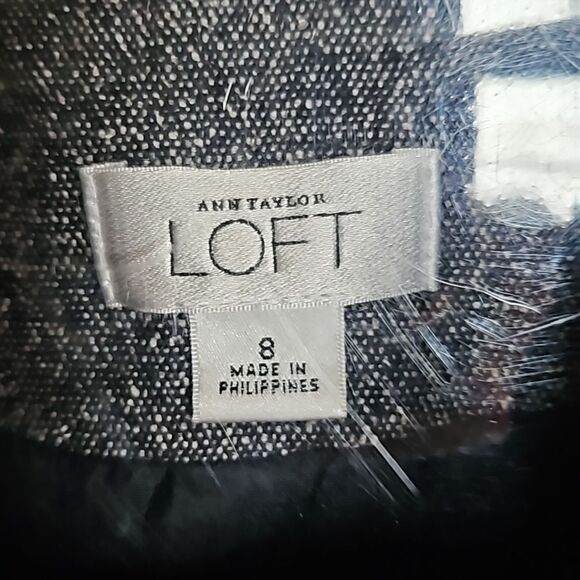 ANN TAYLOR
LOFT
8
MADE IN
PHILIPPINES